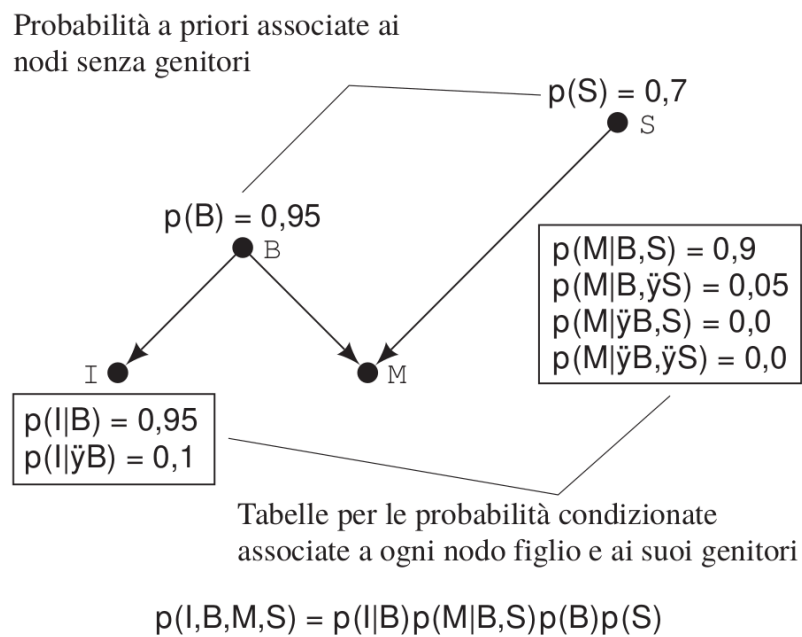 Probabilità a priori associate ai
nodi senza genitori
p(S) = 0,7
S
p(B) = 0,95
B
p(M|B,S) = 0,9
p(M|B,ÿS) = 0,05
p(M|ÿB,S) = 0,0
p(M|ÿB,ÿS) = 0,0
I
M
p(I|B) = 0,95
p(I|ÿB) = 0,1
Tabelle per le probabilità condizionate
associate a ogni nodo figlio e ai suoi genitori
p(I,B,M,S) = p(I|B)p(M|B,S)p(B)p(S)